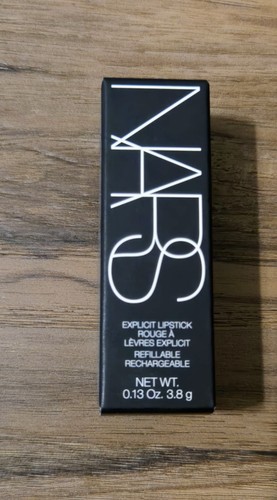 NARS
EXPLICIT LIPSTICK
ROUGE À
LÈVRES EXPLICIT
REFILLABLE
RECHARGEABLE
NET WT.
0.13 Oz. 3.8 g